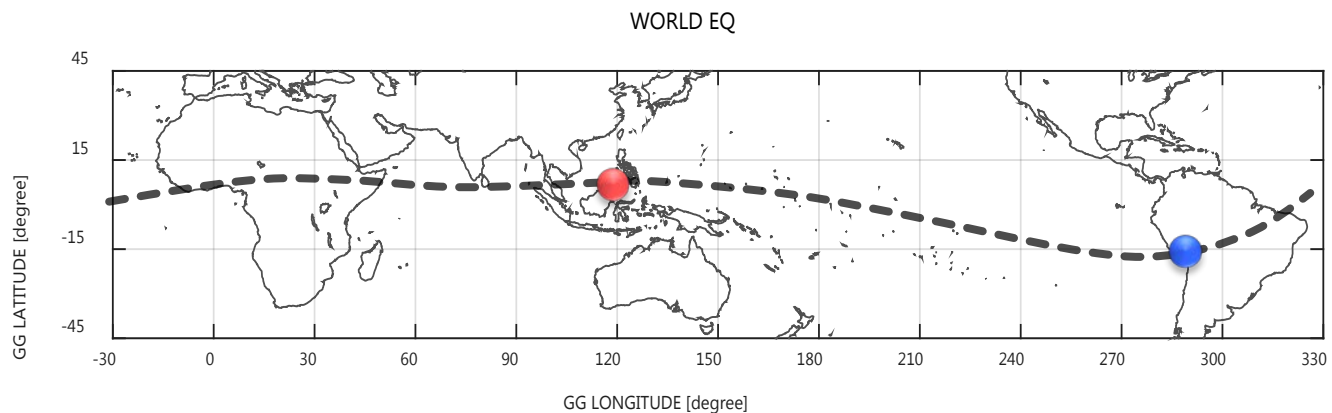 WORLD EQ
45
15
-15
-45
GG LATITUDE [degree]
-30 0 30 60 90 120 150 180 210 240 270 300 330
GG LONGITUDE [degree]